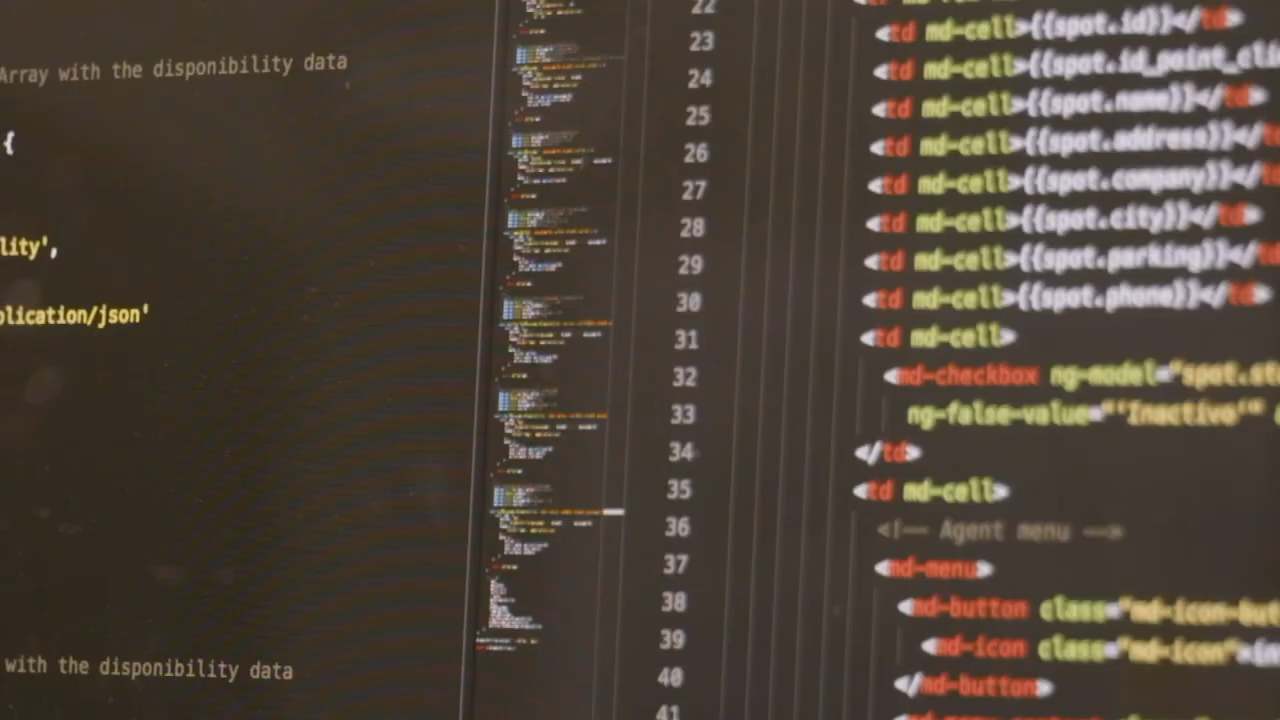 Array with the disponibility data
{
lity',
plication/json'
with the disponibility data
22
23 <td md-cell>{{spot.id}}</td>
24 <td md-cell>{{spot.id_point_cli
25 <td md-cell>{{spot.name}}</td>
26 <td md-cell>{{spot.address}}</t
27 <td md-cell>{{spot.company}}</t
28 <td md-cell>{{spot.city}}</td>
29 <td md-cell>{{spot.parking}}</td
30 <td md-cell>{{spot.phone}}</td>
31 <td md-cell>
32 <md-checkbox ng-model="spot.st
33 ng-false-value="'Inactivo'"
34 </td>
35 <td md-cell>
36 <!-- Agent menu -->
37 <md-menu>
38 <md-button class="md-icon-but
39 <md-icon class="md-icon"
40 </md-button>
41